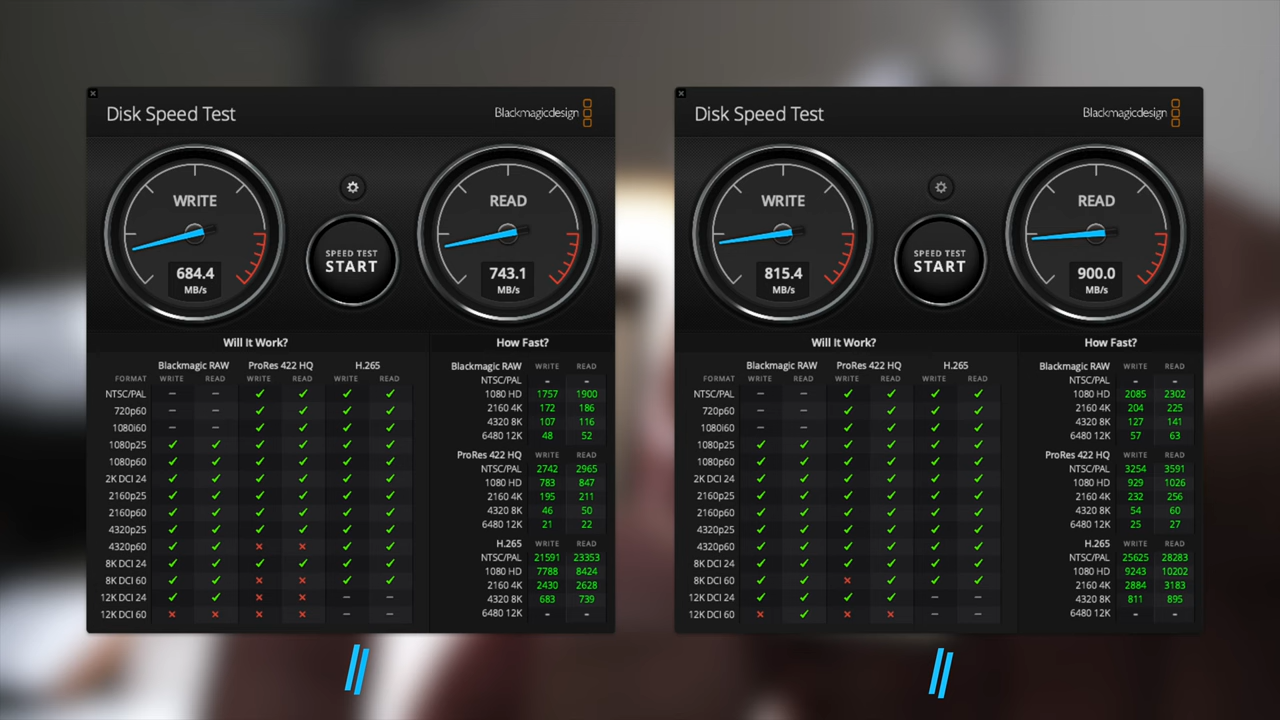 Disk Speed Test
Blackmagicdesign
WRITE
684.4
MB/s
SPEED TEST
START
READ
743.1
MB/s
Will It Work?
Blackmagic RAW ProRes 422 HQ H.265
FORMAT WRITE READ WRITE READ WRITE READ
NTSC/PAL – – ✓ ✓ ✓ ✓
720p60 – – ✓ ✓ ✓ ✓
1080i60 – – ✓ ✓ ✓ ✓
1080p25 ✓ ✓ ✓ ✓ ✓ ✓
1080p60 ✓ ✓ ✓ ✓ ✓ ✓
2K DCI 24 ✓ ✓ ✓ ✓ ✓ ✓
2160p25 ✓ ✓ ✓ ✓ ✓ ✓
2160p60 ✓ ✓ ✓ ✓ ✓ ✓
4320p25 ✓ ✓ ✓ ✓ ✓ ✓
4320p60 ✓ ✓ × × ✓ ✓
8K DCI 24 ✓ ✓ ✓ ✓ ✓ ✓
8K DCI 60 ✓ ✓ × × ✓ ✓
12K DCI 24 ✓ ✓ × × – –
12K DCI 60 × × × × – –
How Fast?
Blackmagic RAW WRITE READ
NTSC/PAL - -
1080 HD 1757 1900
2160 4K 172 186
4320 8K 107 116
6480 12K 48 52
ProRes 422 HQ WRITE READ
NTSC/PAL 2742 2965
1080 HD 783 847
2160 4K 195 211
4320 8K 46 50
6480 12K 21 22
H.265 WRITE READ
NTSC/PAL 21591 23353
1080 HD 7788 8424
2160 4K 2430 2628
4320 8K 683 739
6480 12K - -
Disk Speed Test
Blackmagicdesign
WRITE
815.4
MB/s
SPEED TEST
START
READ
900.0
MB/s
Will It Work?
Blackmagic RAW ProRes 422 HQ H.265
FORMAT WRITE READ WRITE READ WRITE READ
NTSC/PAL – – ✓ ✓ ✓ ✓
720p60 – – ✓ ✓ ✓ ✓
1080i60 – – ✓ ✓ ✓ ✓
1080p25 ✓ ✓ ✓ ✓ ✓ ✓
1080p60 ✓ ✓ ✓ ✓ ✓ ✓
2K DCI 24 ✓ ✓ ✓ ✓ ✓ ✓
2160p25 ✓ ✓ ✓ ✓ ✓ ✓
2160p60 ✓ ✓ ✓ ✓ ✓ ✓
4320p25 ✓ ✓ ✓ ✓ ✓ ✓
4320p60 ✓ ✓ ✓ ✓ ✓ ✓
8K DCI 24 ✓ ✓ ✓ ✓ ✓ ✓
8K DCI 60 ✓ ✓ × ✓ ✓ ✓
12K DCI 24 ✓ ✓ ✓ ✓ – –
12K DCI 60 × ✓ × × – –
How Fast?
Blackmagic RAW WRITE READ
NTSC/PAL - -
1080 HD 2085 2302
2160 4K 204 225
4320 8K 127 141
6480 12K 57 63
ProRes 422 HQ WRITE READ
NTSC/PAL 3254 3591
1080 HD 929 1026
2160 4K 232 256
4320 8K 54 60
6480 12K 25 27
H.265 WRITE READ
NTSC/PAL 25625 28283
1080 HD 9243 10202
2160 4K 2884 3183
4320 8K 811 895
6480 12K - -